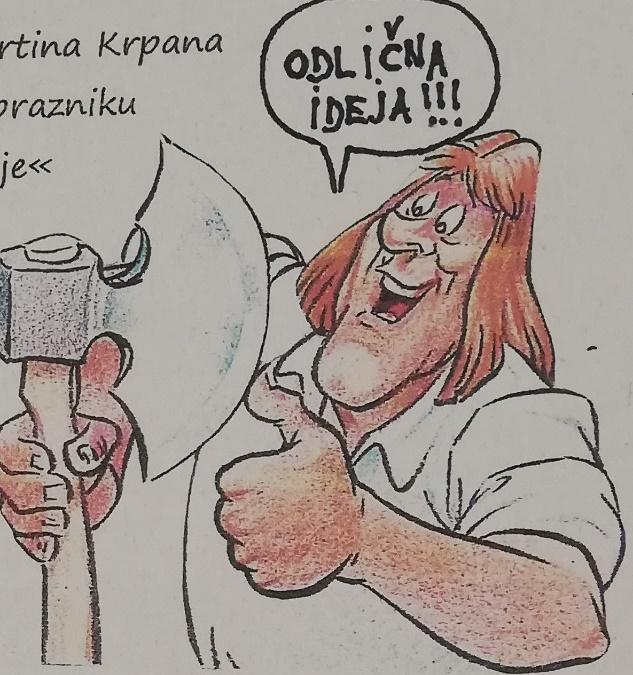 rtina Krpana
prazniku
je«
ODLIČNA
IDEJA!!!